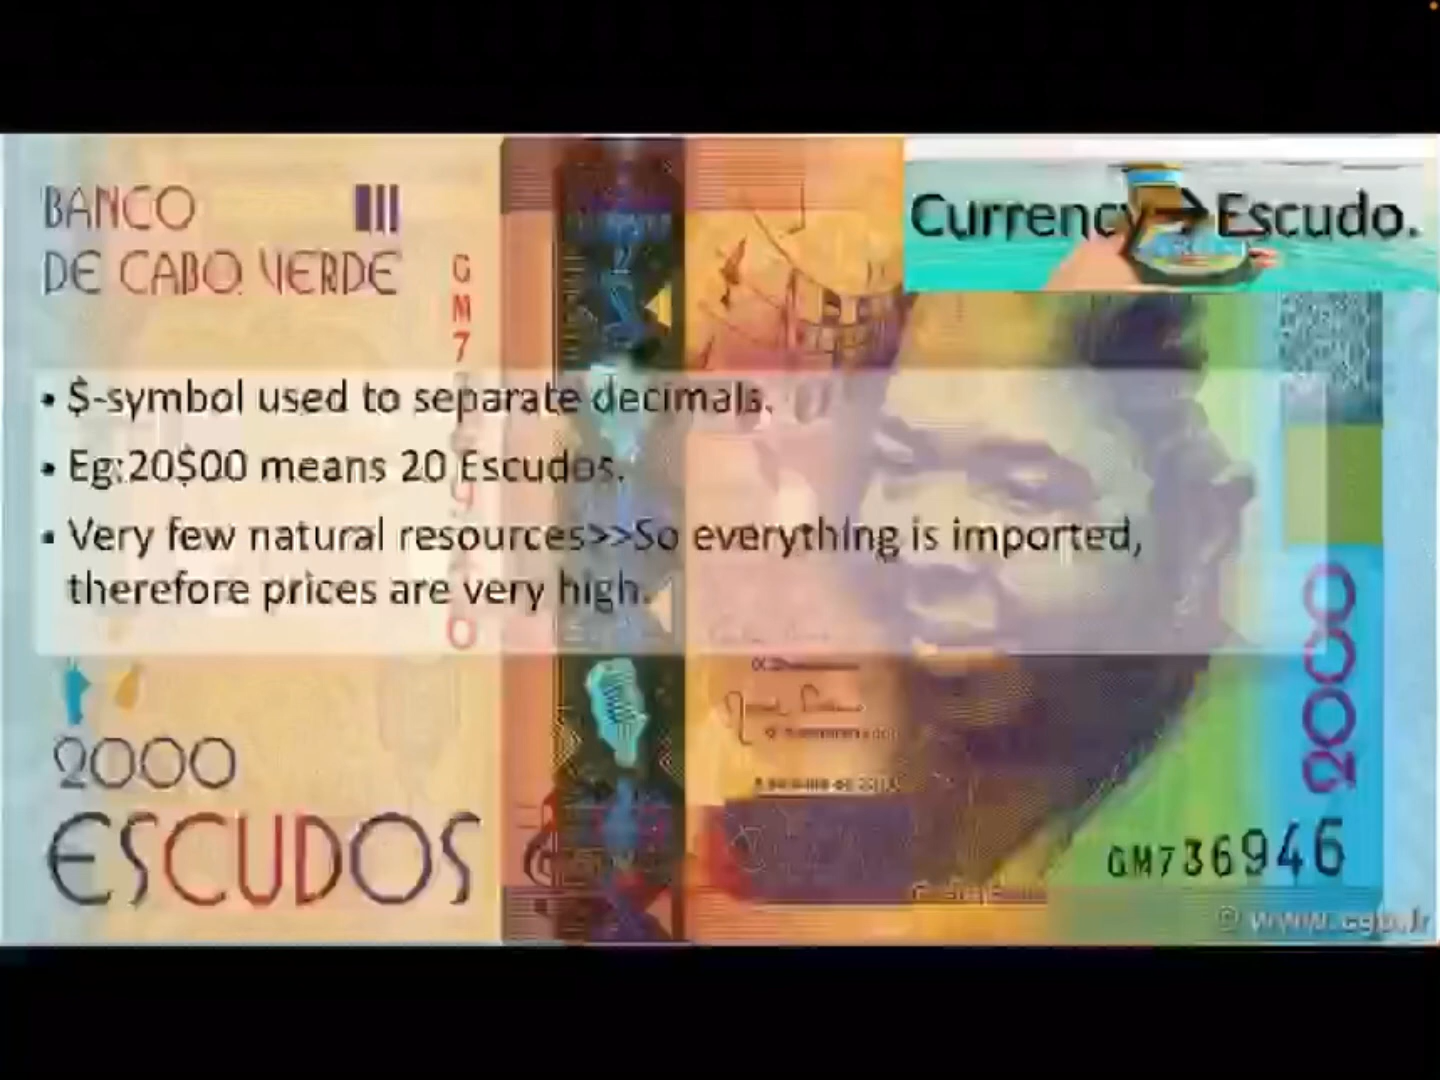 BANCO
DE CABO VERDE
Currency→Escudo.
• $-symbol used to separate decimals.
• Eg:20$00 means 20 Escudos.
• Very few natural resources>>So everything is imported,
therefore prices are very high.
2000
ESCUDOS
2000
GM736946